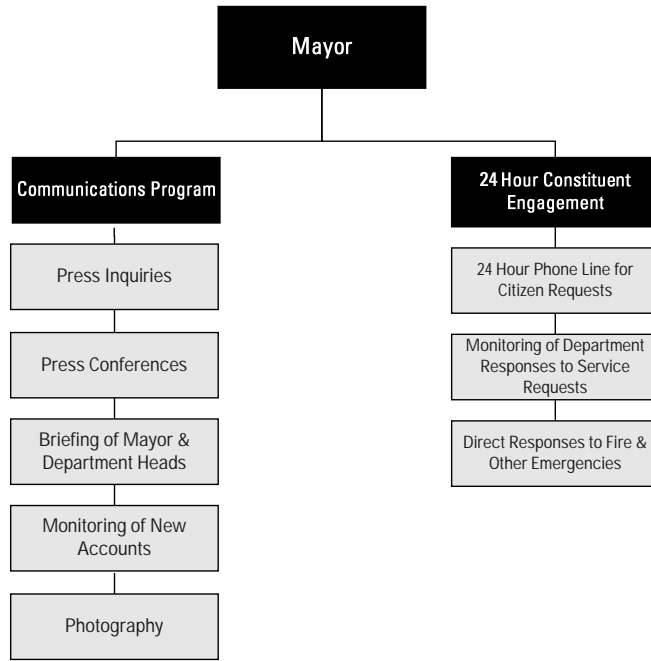 Mayor
Communications Program
Press Inquiries
Press Conferences
Briefing of Mayor &
Department Heads
Monitoring of New
Accounts
Photography
24 Hour Constituent
Engagement
24 Hour Phone Line for
Citizen Requests
Monitoring of Department
Responses to Service
Requests
Direct Responses to Fire &
Other Emergencies